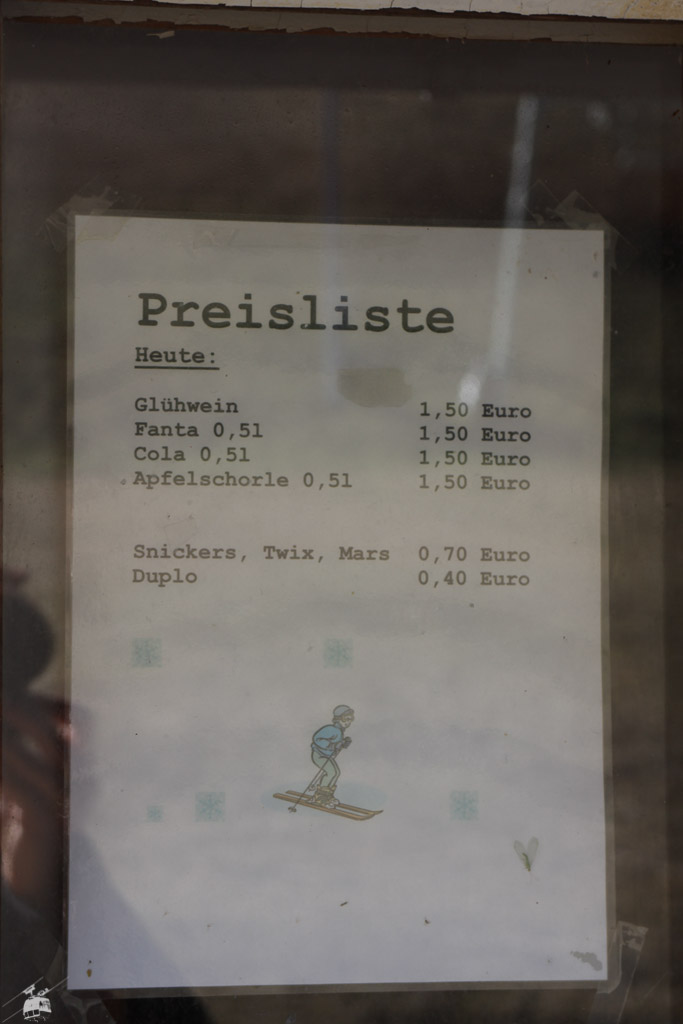 Preisliste
Heute:
Glühwein 1,50 Euro
Fanta 0,5l 1,50 Euro
Cola 0,5l 1,50 Euro
Apfelschorle 0,5l 1,50 Euro
Snickers, Twix, Mars 0,70 Euro
Duplo 0,40 Euro